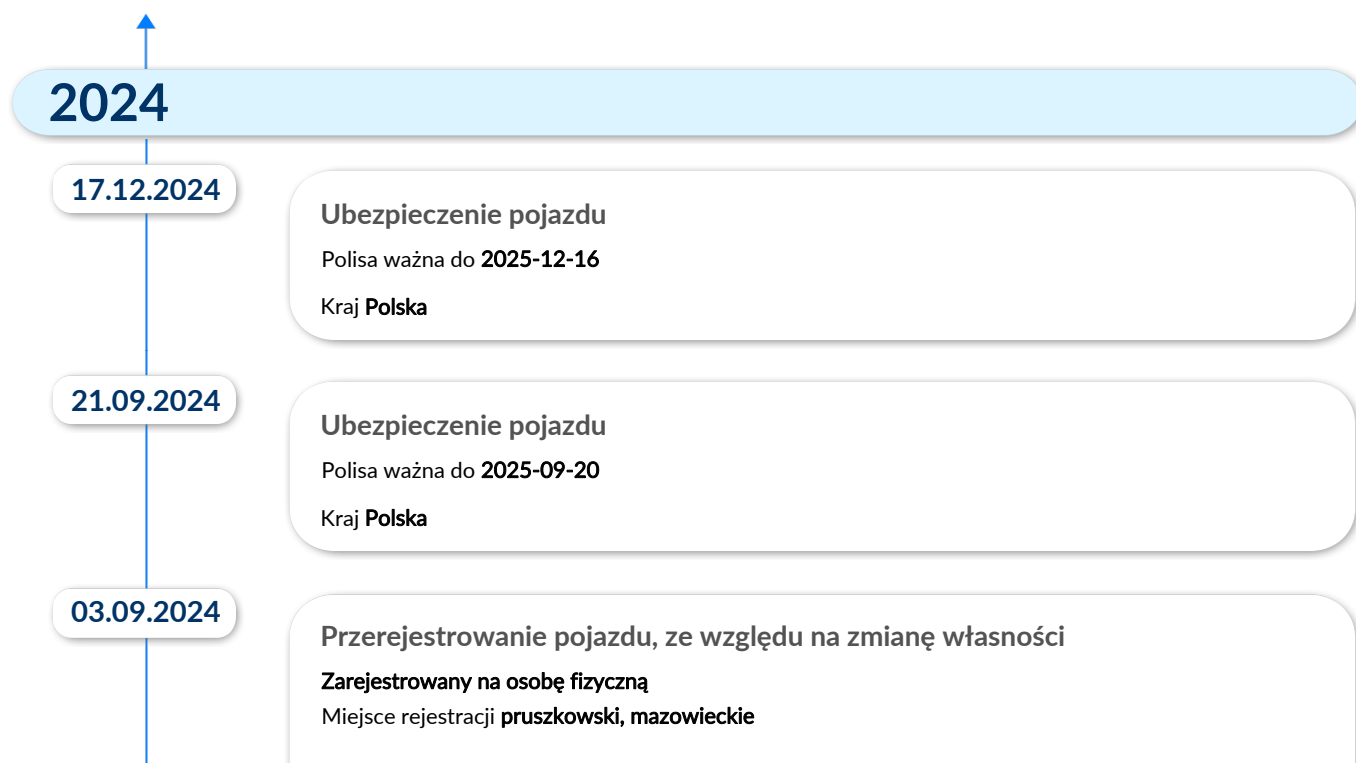 2024
17.12.2024
Ubezpieczenie pojazdu
Polisa ważna do 2025-12-16
Kraj Polska
21.09.2024
Ubezpieczenie pojazdu
Polisa ważna do 2025-09-20
Kraj Polska
03.09.2024
Przerejestrowanie pojazdu, ze względu na zmianę własności
Zarejestrowany na osobę fizyczną
Miejsce rejestracji pruszkowski, mazowieckie